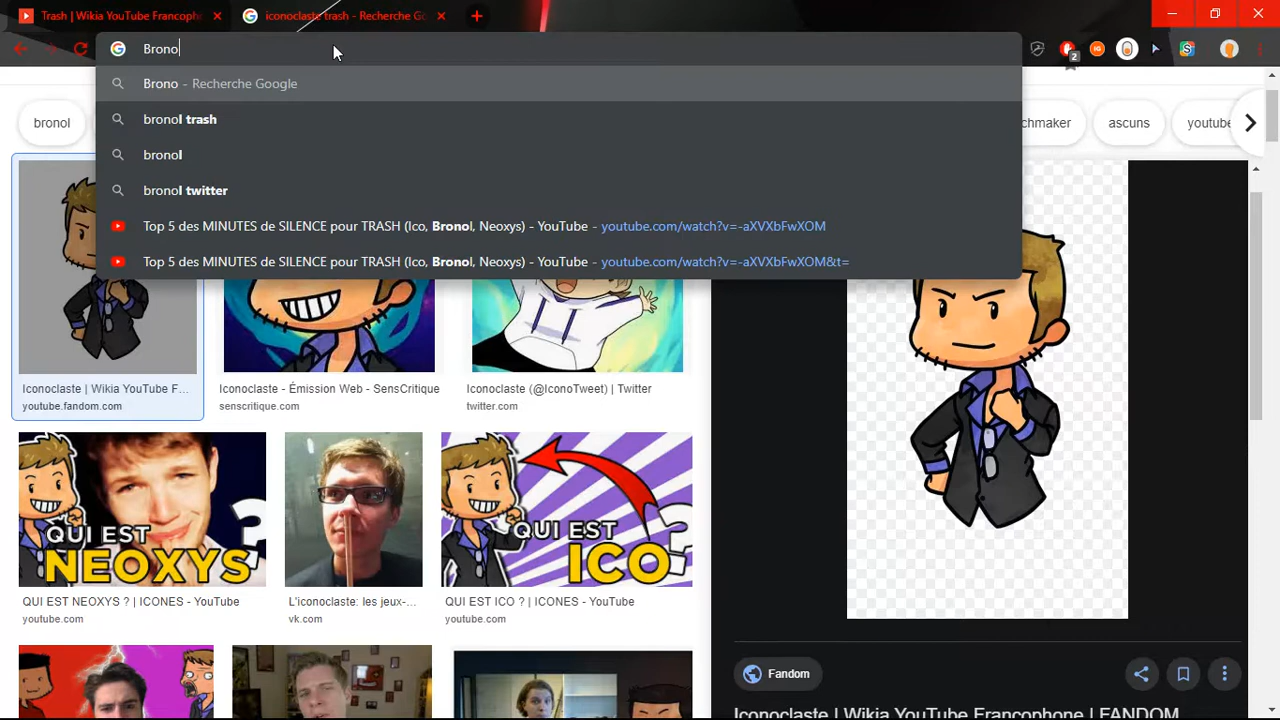 Trash | Wikia YouTube Francoph
iconoclaste trash - Recherche Go
Brono
2
Brono - Recherche Google
bronol trash
bronol
bronol twitter
Top 5 des MINUTES de SILENCE pour TRASH (Ico, Bronol, Neoxys) - YouTube - youtube.com/watch?v=-aXVXbFwXOM
Top 5 des MINUTES de SILENCE pour TRASH (Ico, Bronol, Neoxys) - YouTube - youtube.com/watch?v=-aXVXbFwXOM&t=
bronol
chmaker
ascuns
youtube
Iconoclaste | Wikia YouTube F...
youtube.fandom.com
Iconoclaste - Émission Web - SensCritique
senscritique.com
Iconoclaste (@IconoTweet) | Twitter
twitter.com
QUI EST
NEOXYS ?
QUI EST
ICO ?
QUI EST NEOXYS ? | ICONES - YouTube
youtube.com
L'iconoclaste: les jeux-...
vk.com
QUI EST ICO ? | ICONES - YouTube
youtube.com
Fandom
Iconoclaste | Wikia YouTube Francophone | FANDOM